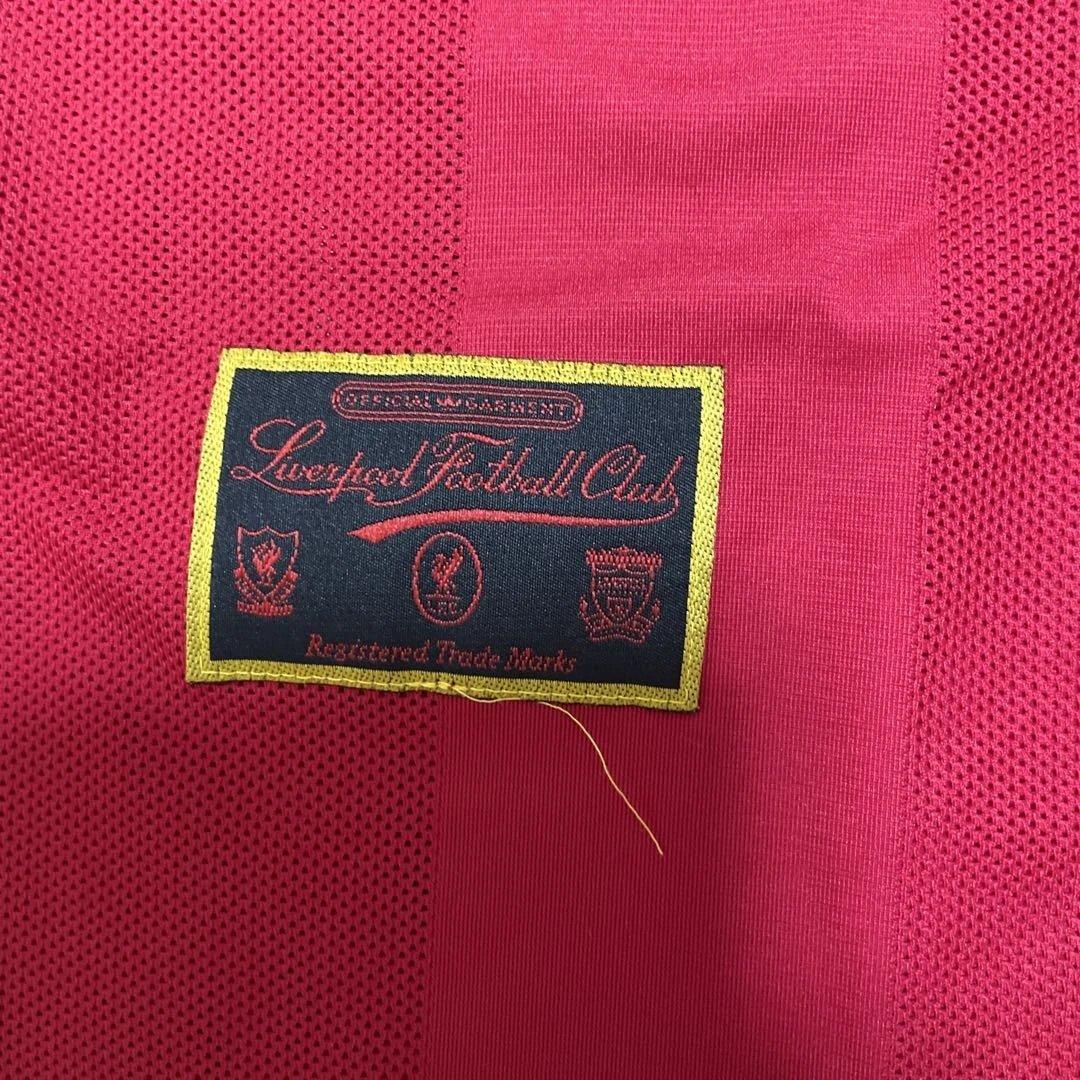 OFFICIAL GARMENT
Liverpool Football Club
L.F.C
Registered Trade Marks